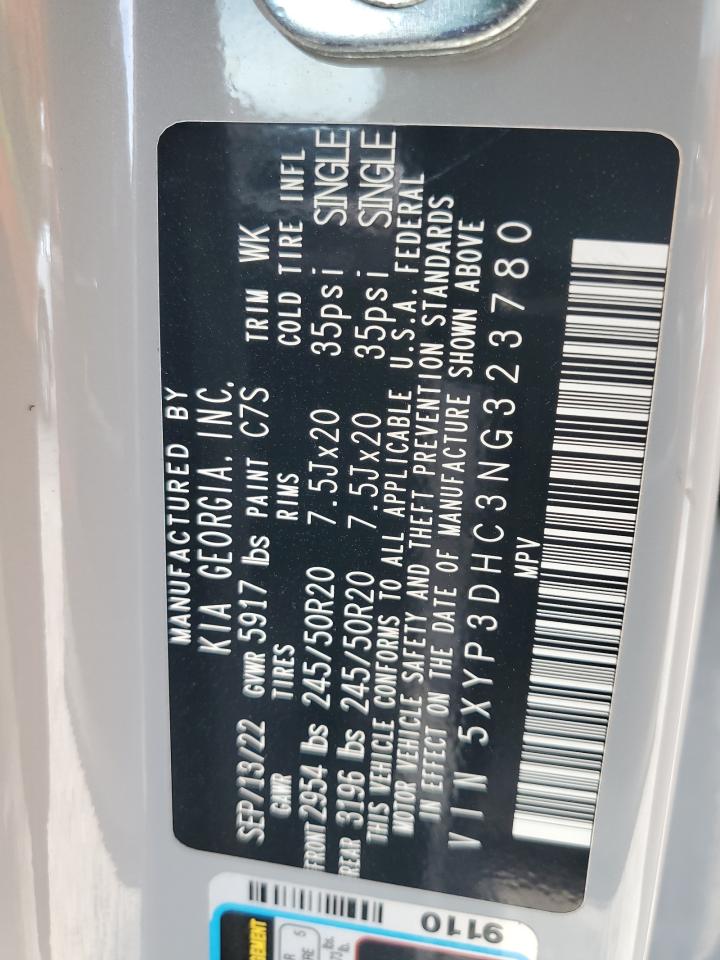 MANUFACTURED BY
KIA GEORGIA, INC.
SEP/13/22 GVWR 5917 lbs PAINT C7S TRIM WK
GAWR TIRES RIMS COLD TIRE INFL
FRONT 2954 lbs 245/50R20 7.5Jx20 35psi SINGLE
REAR 3196 lbs 245/50R20 7.5Jx20 35psi SINGLE
THIS VEHICLE CONFORMS TO ALL APPLICABLE U.S.A. FEDERAL
MOTOR VEHICLE SAFETY AND THEFT PREVENTION STANDARDS
IN EFFECT ON THE DATE OF MANUFACTURE SHOWN ABOVE
VIN 5XYP3DHC3NG323780
MPV
9110